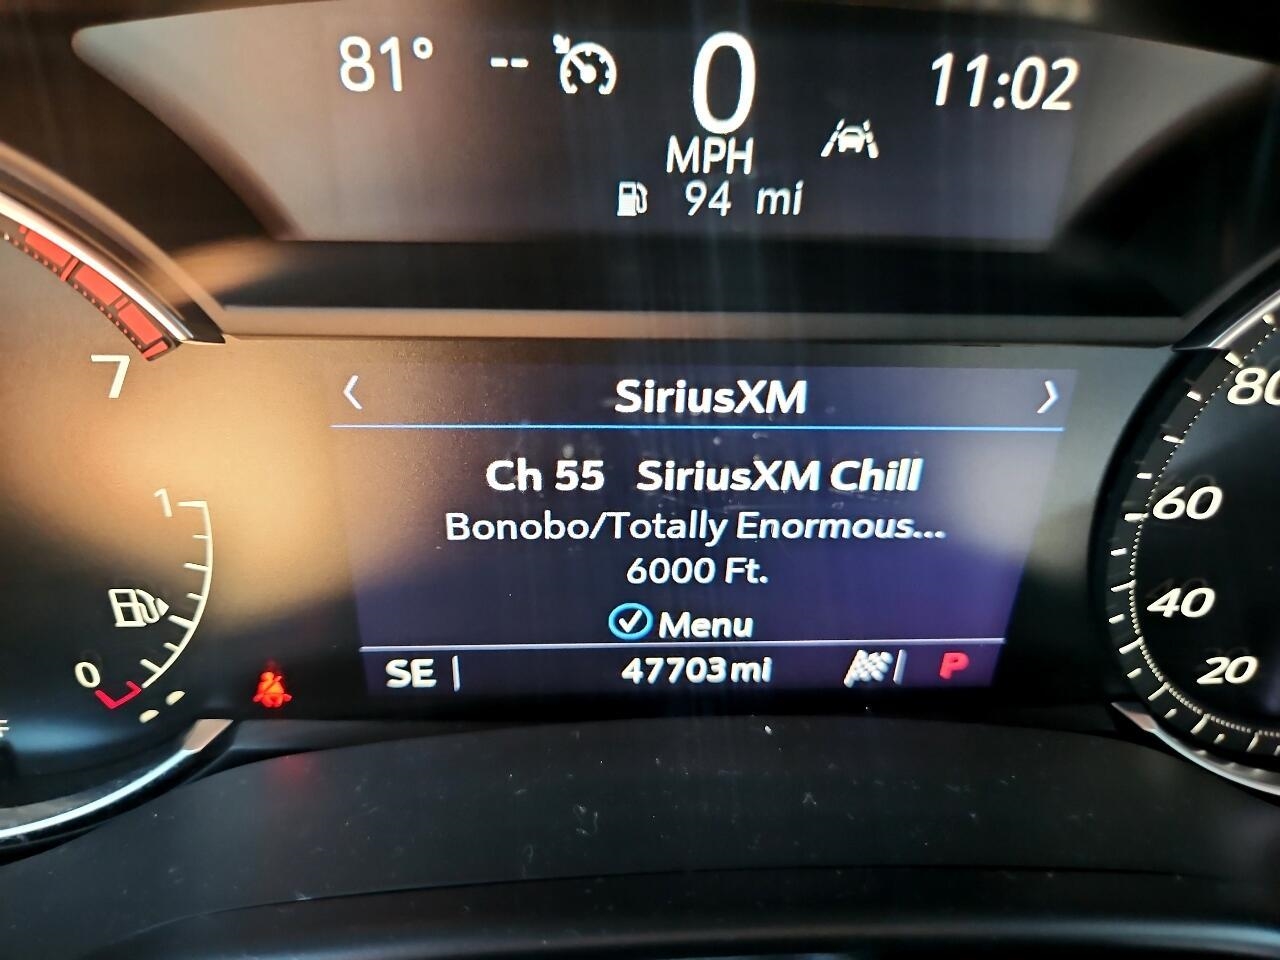 81° -- 0 11:02
MPH
94 mi
7
‹ SiriusXM ›
Ch 55 SiriusXM Chill
Bonobo/Totally Enormous...
6000 Ft.
✓ Menu
SE 47703 mi P
1
0
80
60
40
20